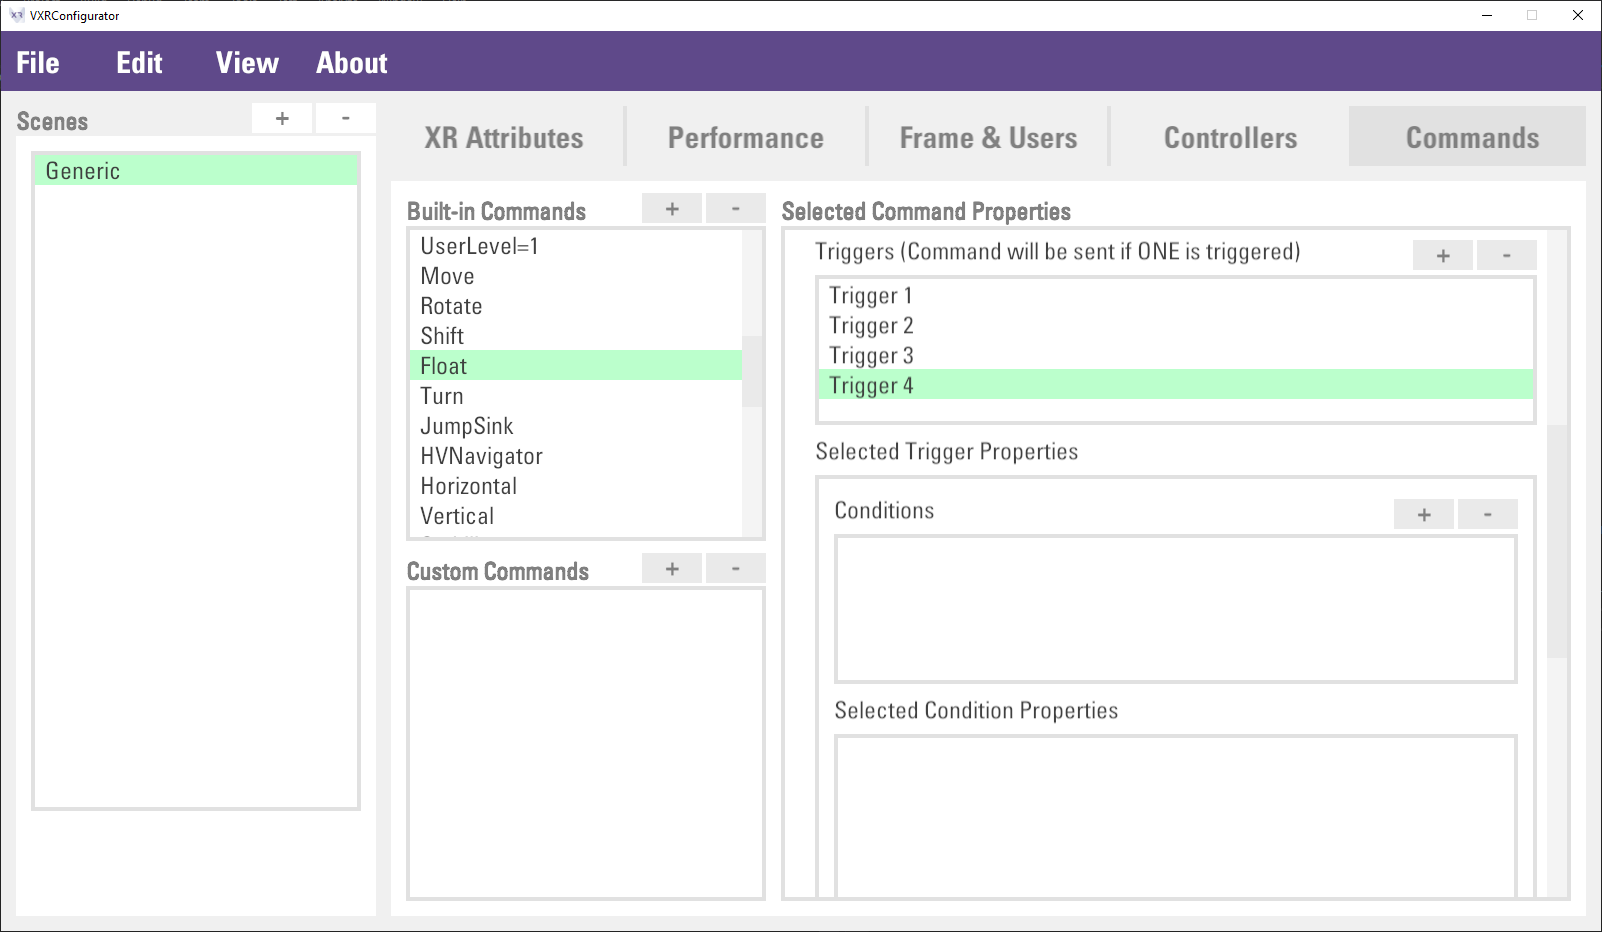 VXRConfigurator
File Edit View About
Scenes + -
Generic
XR Attributes Performance Frame & Users Controllers Commands
Built-in Commands + -
UserLevel=1
Move
Rotate
Shift
Float
Turn
JumpSink
HVNavigator
Horizontal
Vertical
Custom Commands + -
Selected Command Properties
Triggers (Command will be sent if ONE is triggered) + -
Trigger 1
Trigger 2
Trigger 3
Trigger 4
Selected Trigger Properties
Conditions + -
Selected Condition Properties